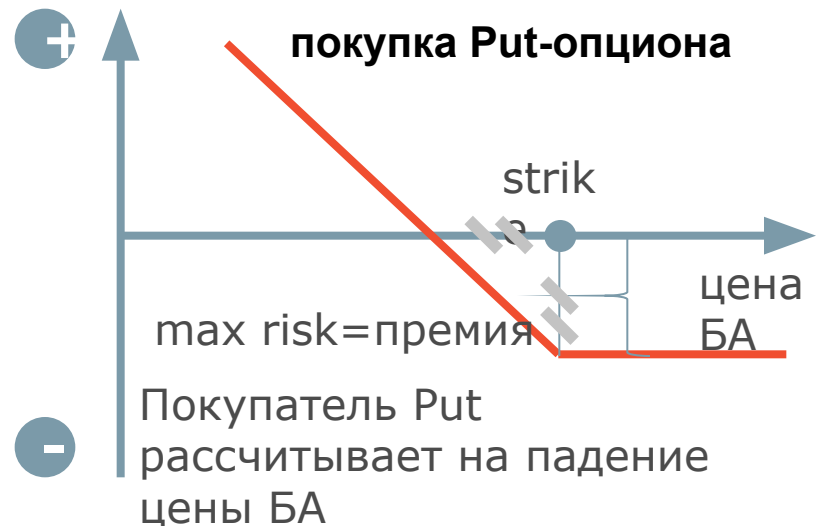 +
покупка Put-опциона
strik
e
цена
БА
max risk=премия
Покупатель Put
рассчитывает на падение
цены БА
-